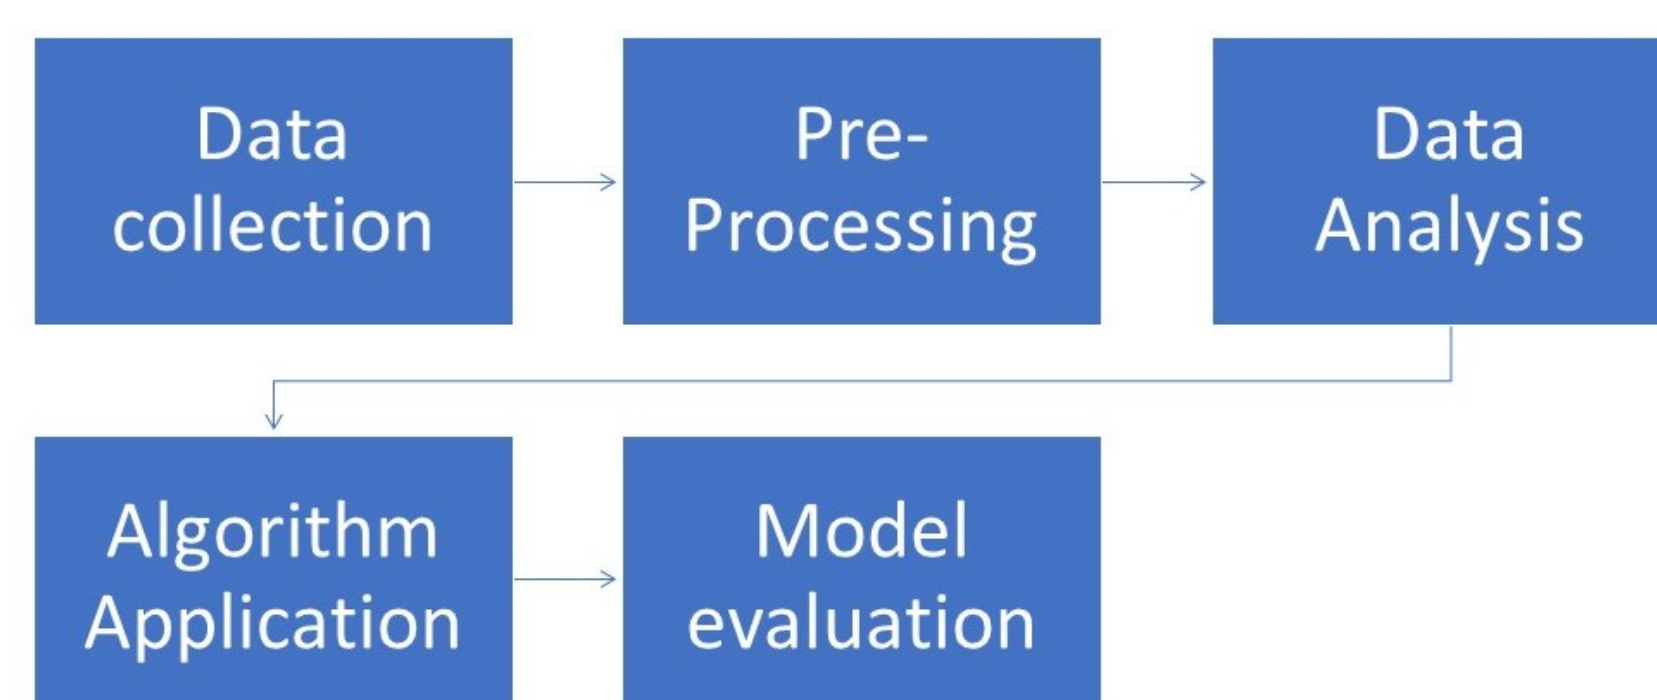 Data
collection
Pre-
Processing
Data
Analysis
Algorithm
Application
Model
evaluation